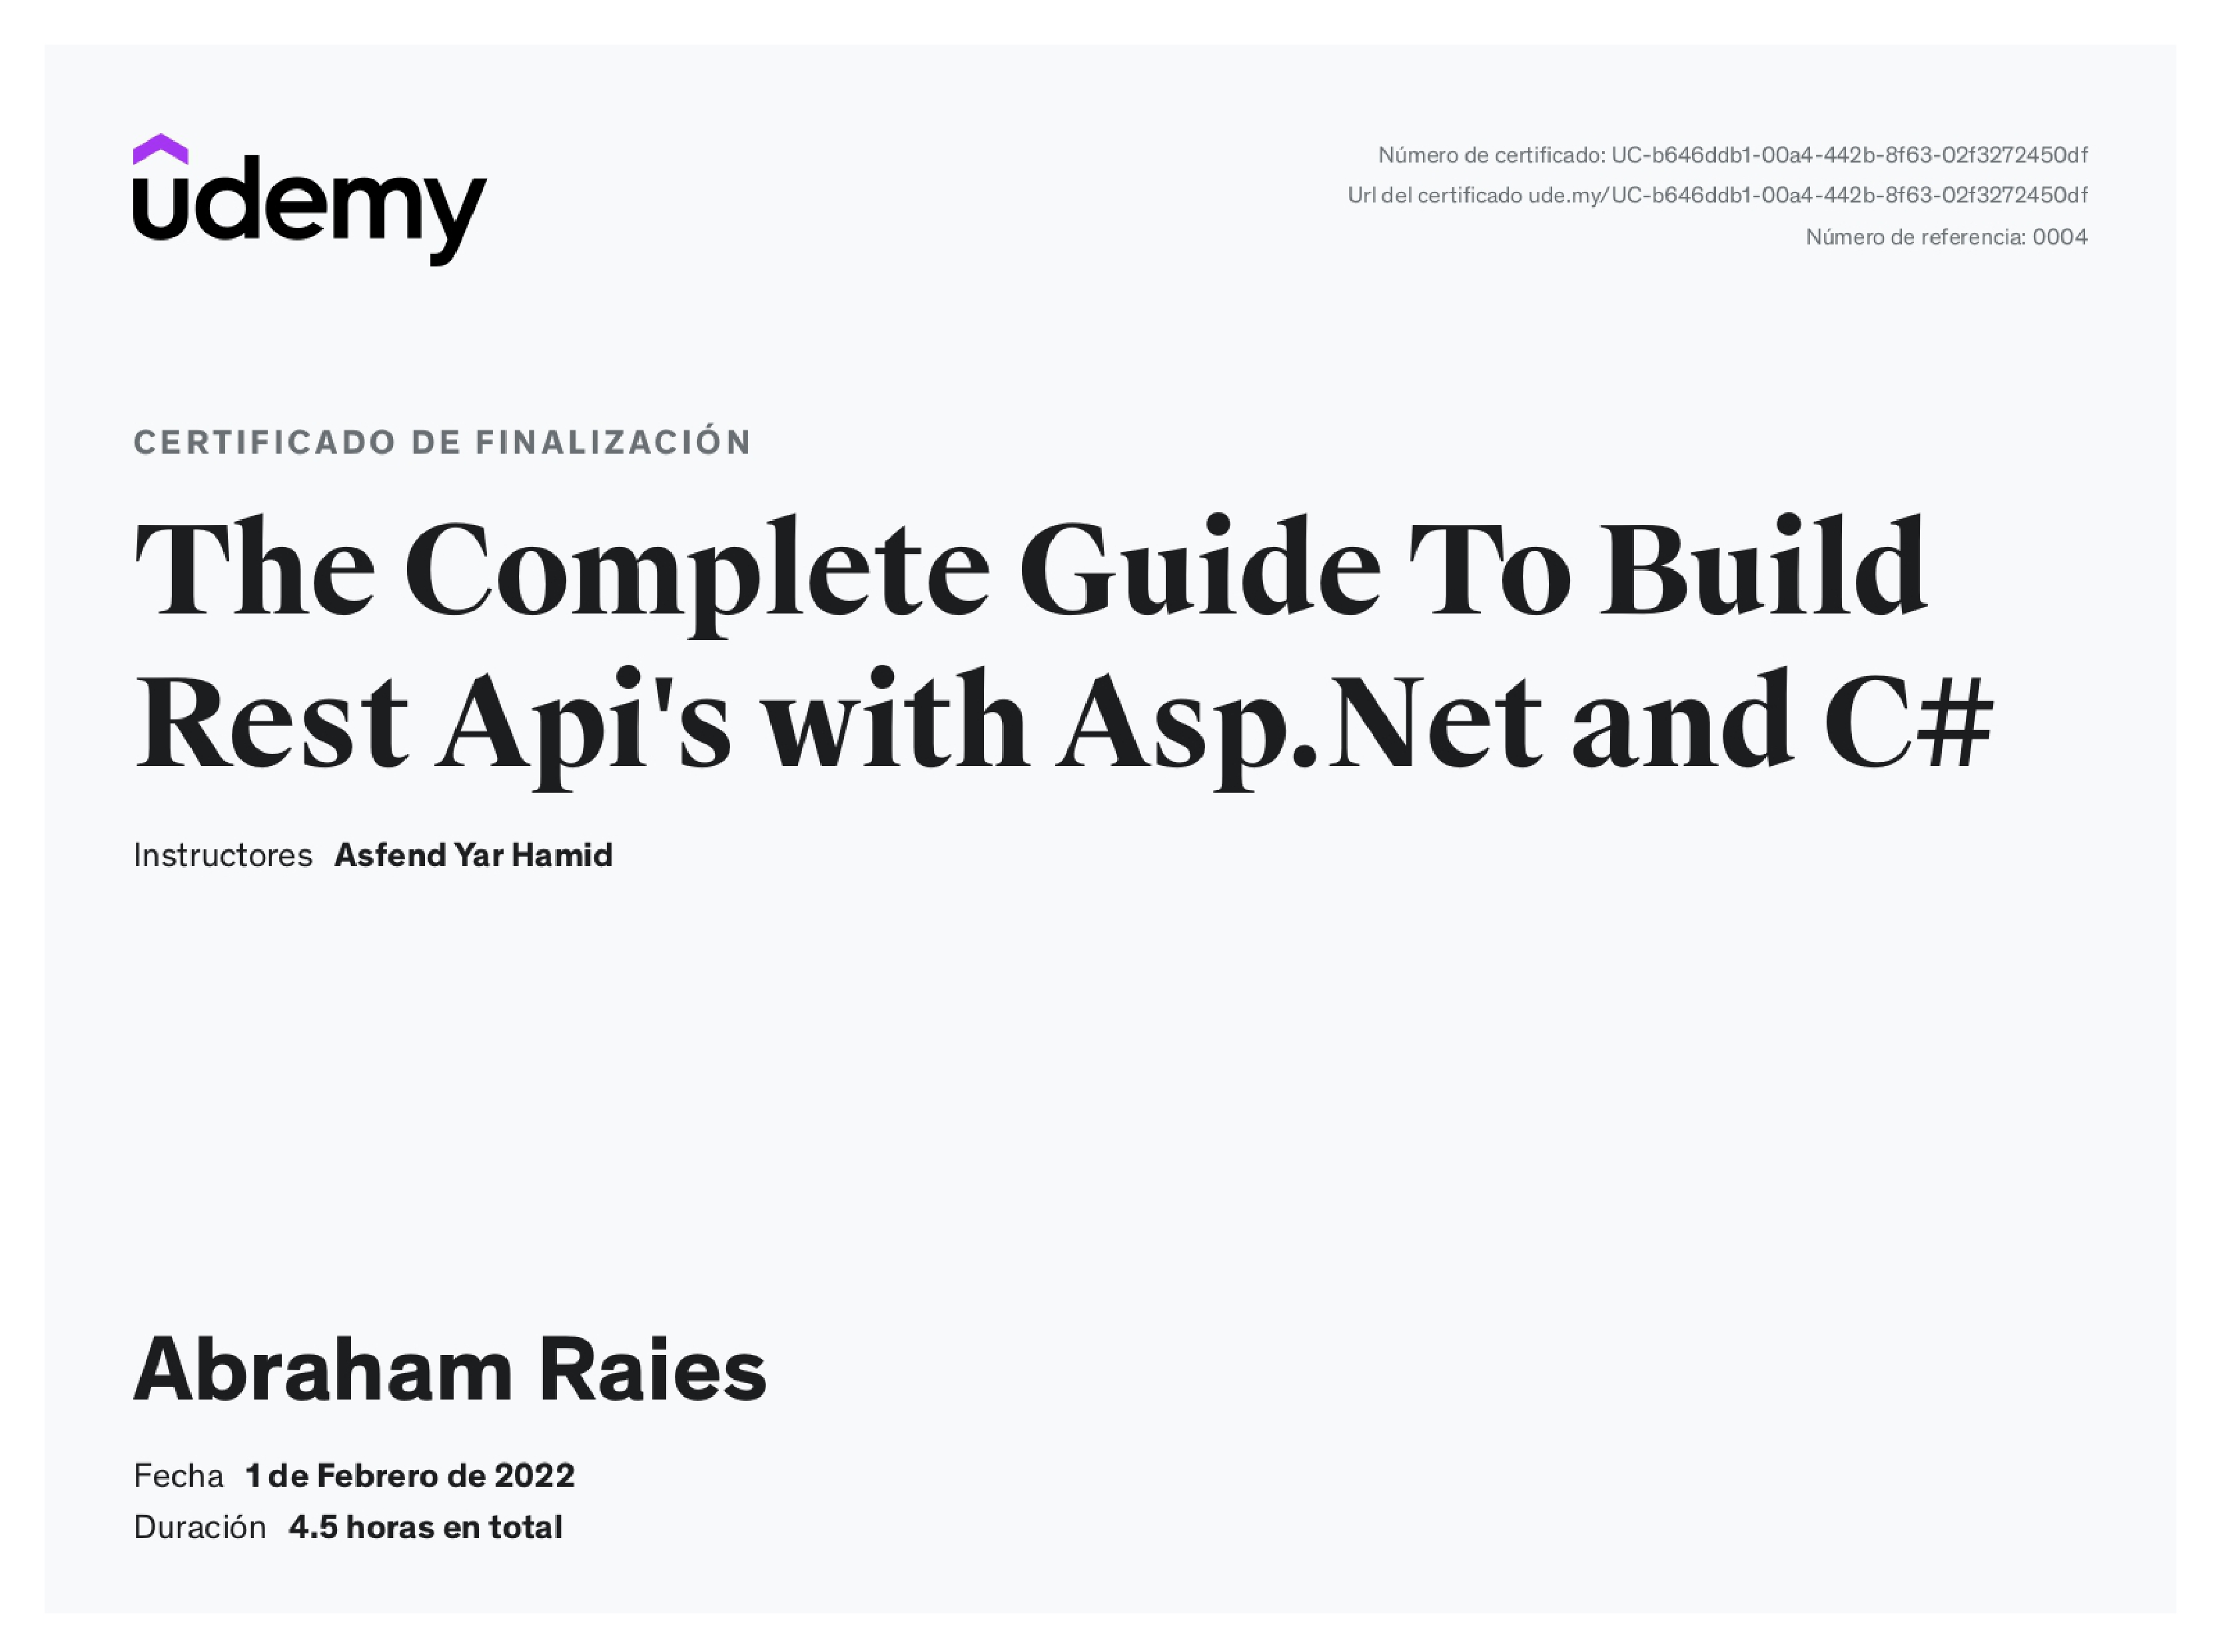 udemy
Número de certificado: UC-b646ddb1-00a4-442b-8f63-02f3272450df
Url del certificado ude.my/UC-b646ddb1-00a4-442b-8f63-02f3272450df
Número de referencia: 0004
CERTIFICADO DE FINALIZACIÓN
The Complete Guide To Build
Rest Api's with Asp.Net and C#
Instructores Asfend Yar Hamid
Abraham Raies
Fecha 1 de Febrero de 2022
Duración 4.5 horas en total